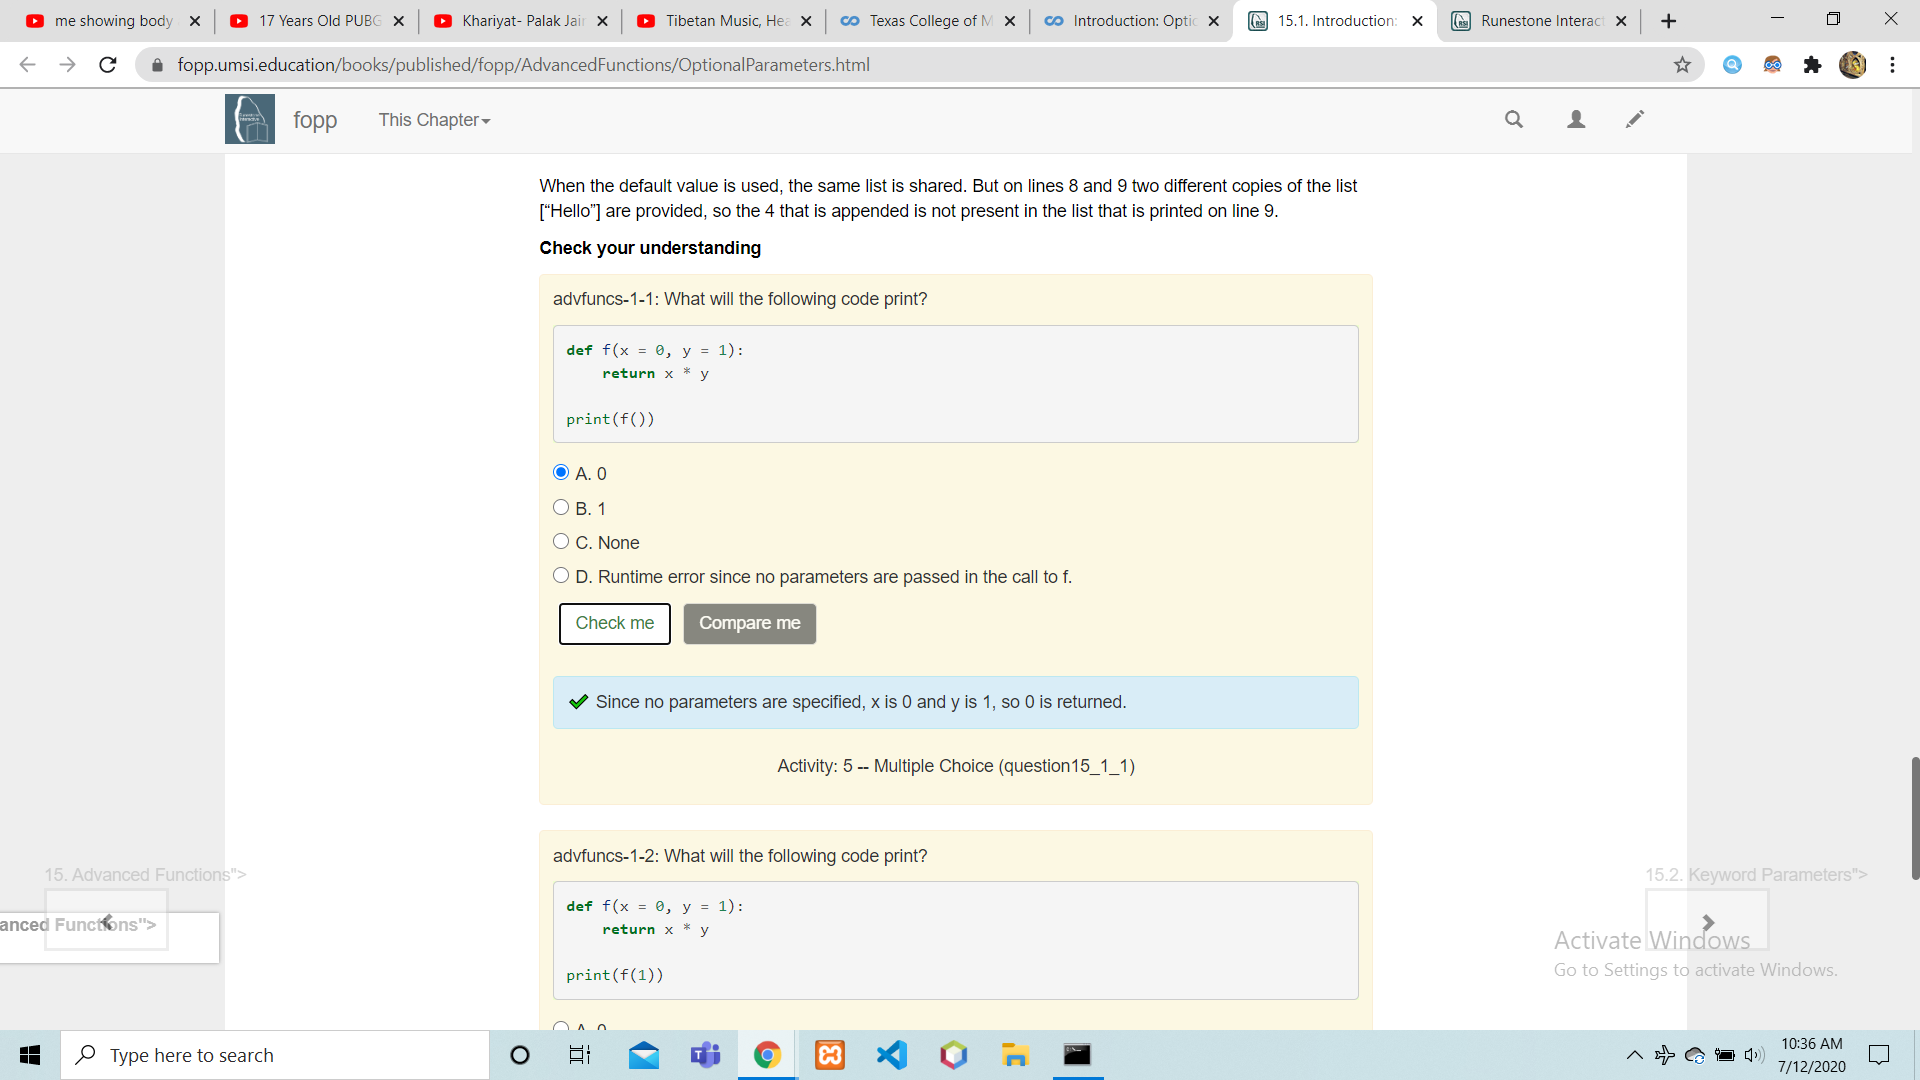 me showing body
17 Years Old PUBG
Khariyat- Palak Jain
Tibetan Music, Hea
Texas College of M
Introduction: Optio
15.1. Introduction:
Runestone Interact
fopp.umsi.education/books/published/fopp/AdvancedFunctions/OptionalParameters.html
fopp
This Chapter
When the default value is used, the same list is shared. But on lines 8 and 9 two different copies of the list
[“Hello”] are provided, so the 4 that is appended is not present in the list that is printed on line 9.
Check your understanding
advfuncs-1-1: What will the following code print?
def f(x = 0, y = 1):
return x * y
print(f())
A. 0
B. 1
C. None
D. Runtime error since no parameters are passed in the call to f.
Check me
Compare me
Since no parameters are specified, x is 0 and y is 1, so 0 is returned.
Activity: 5 -- Multiple Choice (question15_1_1)
advfuncs-1-2: What will the following code print?
def f(x = 0, y = 1):
return x * y
print(f(1))
A. 0
15. Advanced Functions">
anced Functions">
15.2. Keyword Parameters">
Activate Windows
Go to Settings to activate Windows.
Type here to search
10:36 AM
7/12/2020